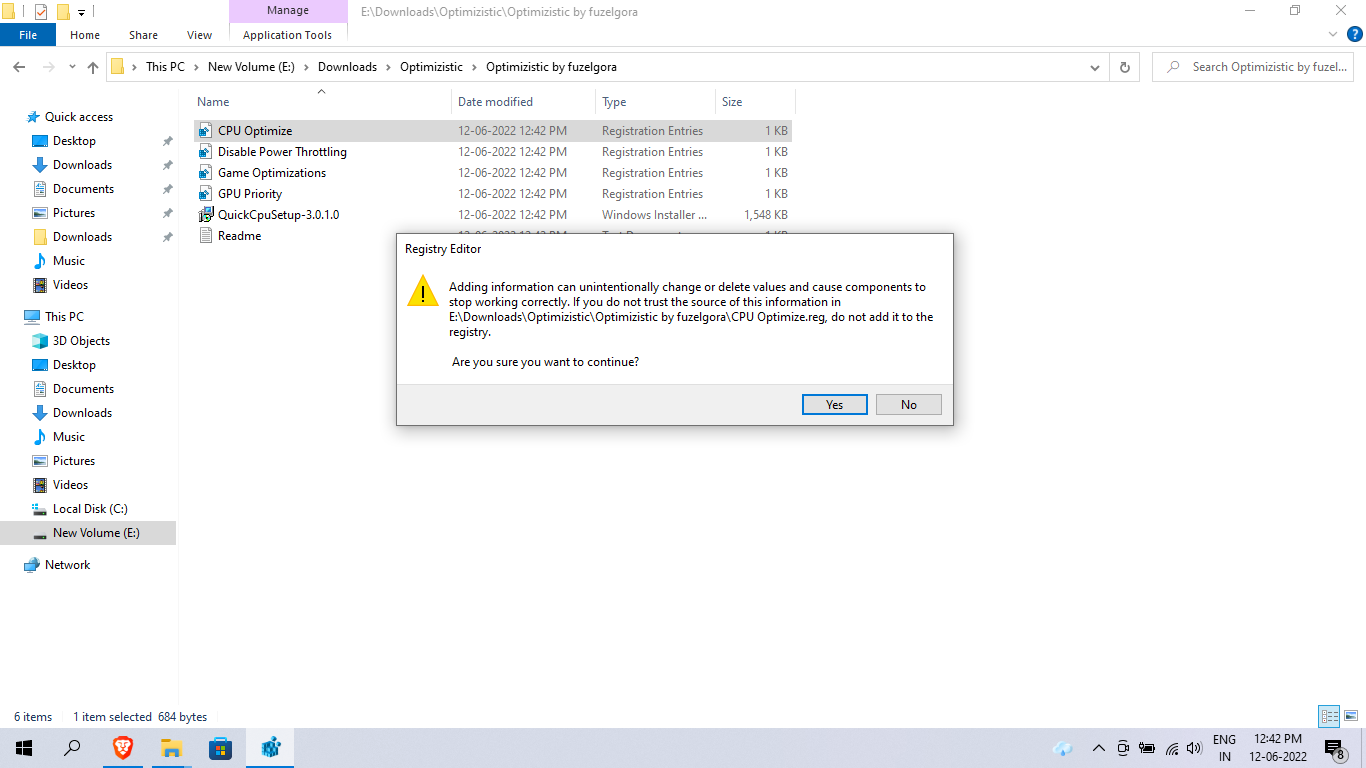 Manage
E:\Downloads\Optimizistic\Optimizistic by fuzelgora
File Home Share View Application Tools
This PC New Volume (E:) Downloads Optimizistic Optimizistic by fuzelgora
Search Optimizistic by fuzel...
Quick access
Desktop
Downloads
Documents
Pictures
Downloads
Music
Videos
This PC
3D Objects
Desktop
Documents
Downloads
Music
Pictures
Videos
Local Disk (C:)
New Volume (E:)
Network
Name Date modified Type Size
CPU Optimize 12-06-2022 12:42 PM Registration Entries 1 KB
Disable Power Throttling 12-06-2022 12:42 PM Registration Entries 1 KB
Game Optimizations 12-06-2022 12:42 PM Registration Entries 1 KB
GPU Priority 12-06-2022 12:42 PM Registration Entries 1 KB
QuickCpuSetup-3.0.1.0 12-06-2022 12:42 PM Windows Installer ... 1,548 KB
Readme
Registry Editor
Adding information can unintentionally change or delete values and cause components to
stop working correctly. If you do not trust the source of this information in
E:\Downloads\Optimizistic\Optimizistic by fuzelgora\CPU Optimize.reg, do not add it to the
registry.
Are you sure you want to continue?
Yes No
6 items 1 item selected 684 bytes
ENG
IN
12:42 PM
12-06-2022
8